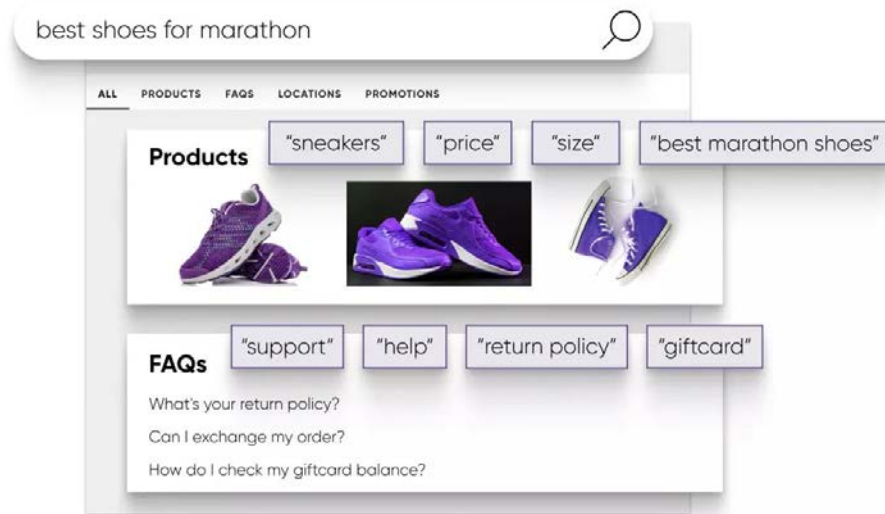 best shoes for marathon
ALL PRODUCTS FAQS LOCATIONS PROMOTIONS
Products "sneakers" "price" "size" "best marathon shoes"
FAQs "support" "help" "return policy" "giftcard"
What's your return policy?
Can I exchange my order?
How do I check my giftcard balance?